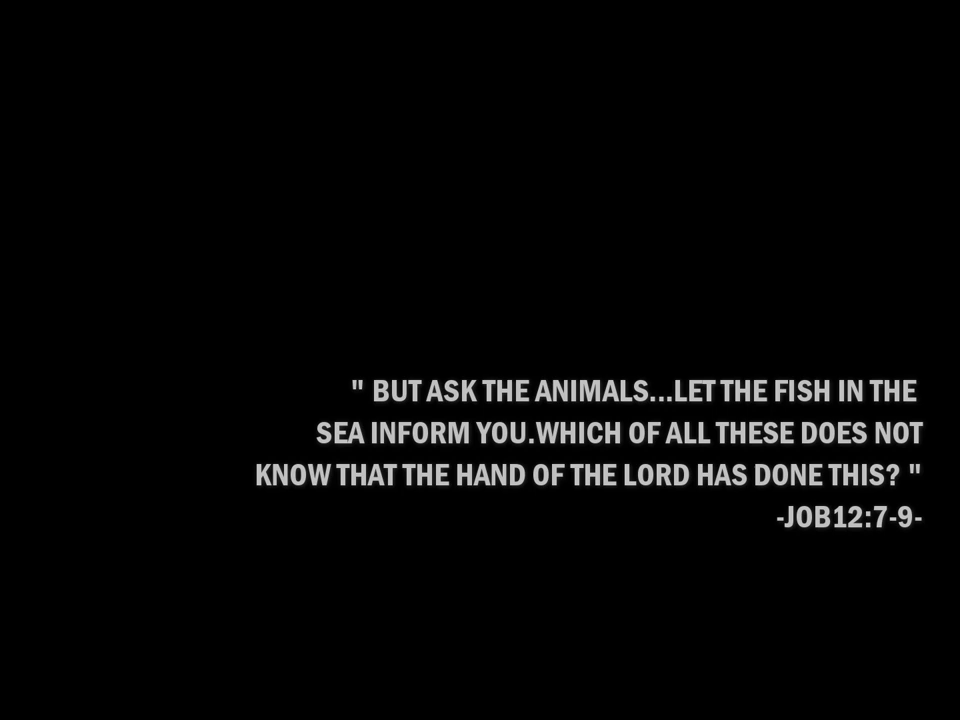 " BUT ASK THE ANIMALS...LET THE FISH IN THE
SEA INFORM YOU.WHICH OF ALL THESE DOES NOT
KNOW THAT THE HAND OF THE LORD HAS DONE THIS? "
-JOB12:7-9-